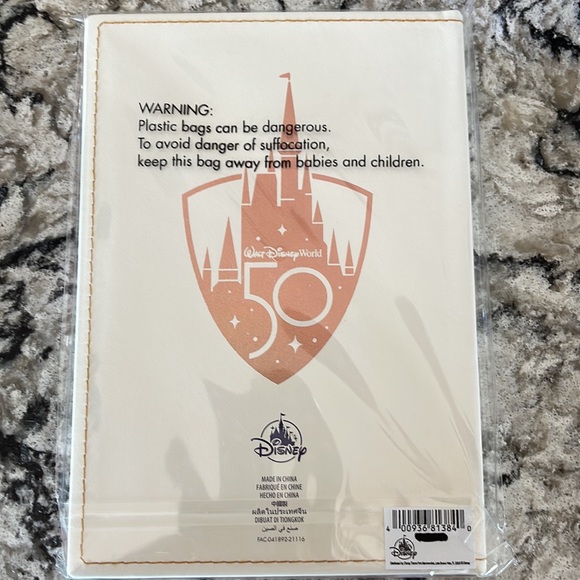 WARNING:
Plastic bags can be dangerous.
To avoid danger of suffocation,
keep this bag away from babies and children.
Walt Disney World
50
Disney
MADE IN CHINA
FABRIQUÉ EN CHINE
HECHO EN CHINA
中國製
ผลิตในประเทศจีน
DIBUAT DI TIONGKOK
صنع في الصين
FAC-041892-21116
4 00936 81384 0